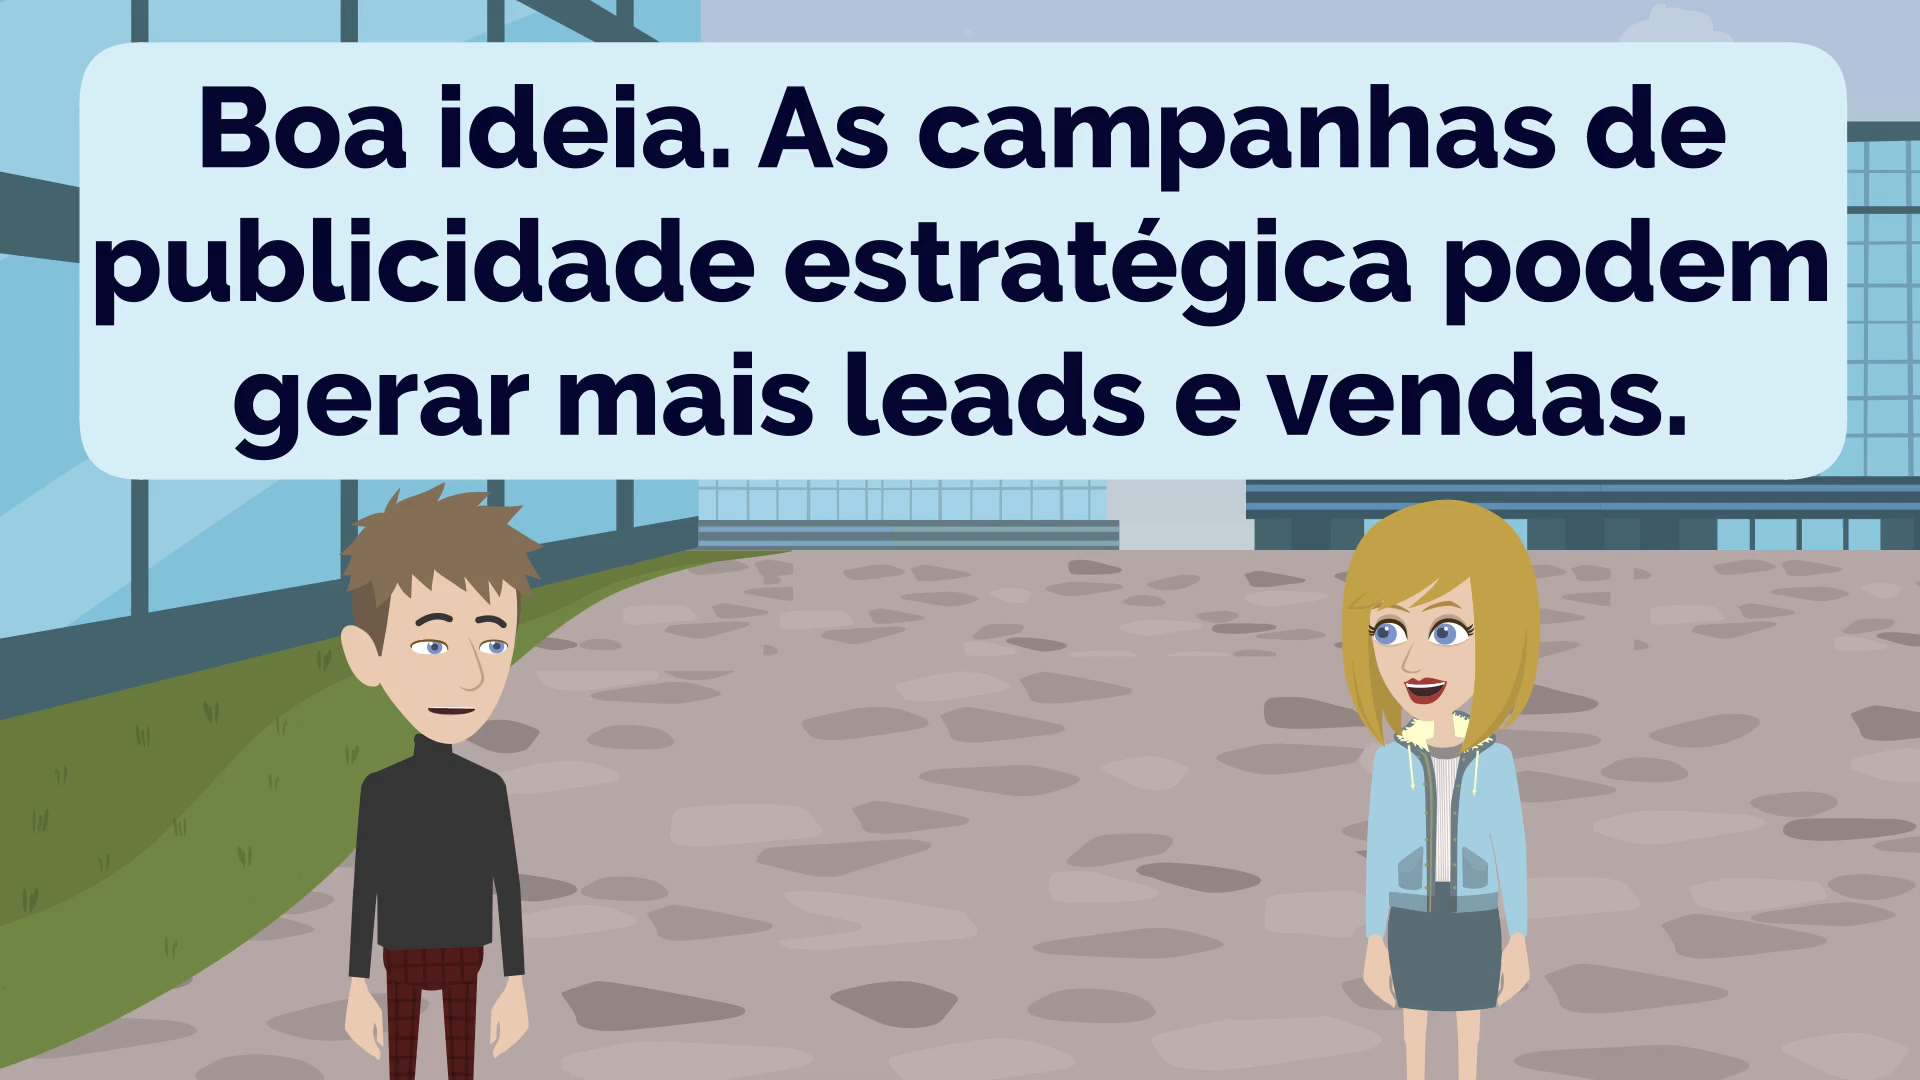 Boa ideia. As campanhas de
publicidade estratégica podem
gerar mais leads e vendas.